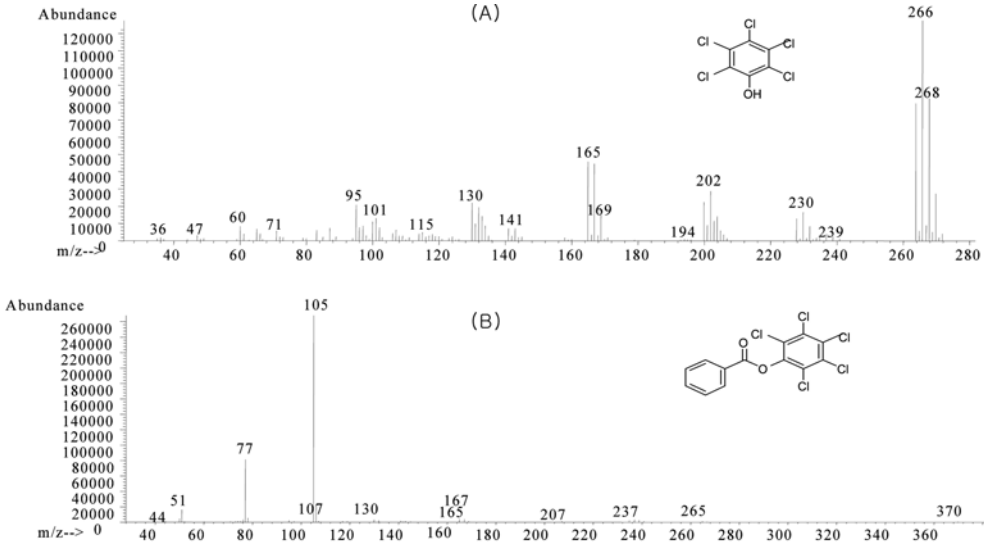 (A)
Abundance
120000
110000
100000
90000
80000
70000
60000
50000
40000
30000
20000
10000
0
m/z-->
36 47 60 71 95 101 115 130 141 165 169 194 202 230 239 266 268
Cl
Cl Cl
Cl Cl
OH
40 60 80 100 120 140 160 180 200 220 240 260 280
(B)
Abundance
260000
240000
220000
200000
180000
160000
140000
120000
100000
80000
60000
40000
20000
0
m/z-->
44 51 77 105 107 130 165 167 207 237 265 370
Cl
Cl Cl
O
O Cl
Cl
40 60 80 100 120 140 160 180 200 220 240 260 280 300 320 340 360